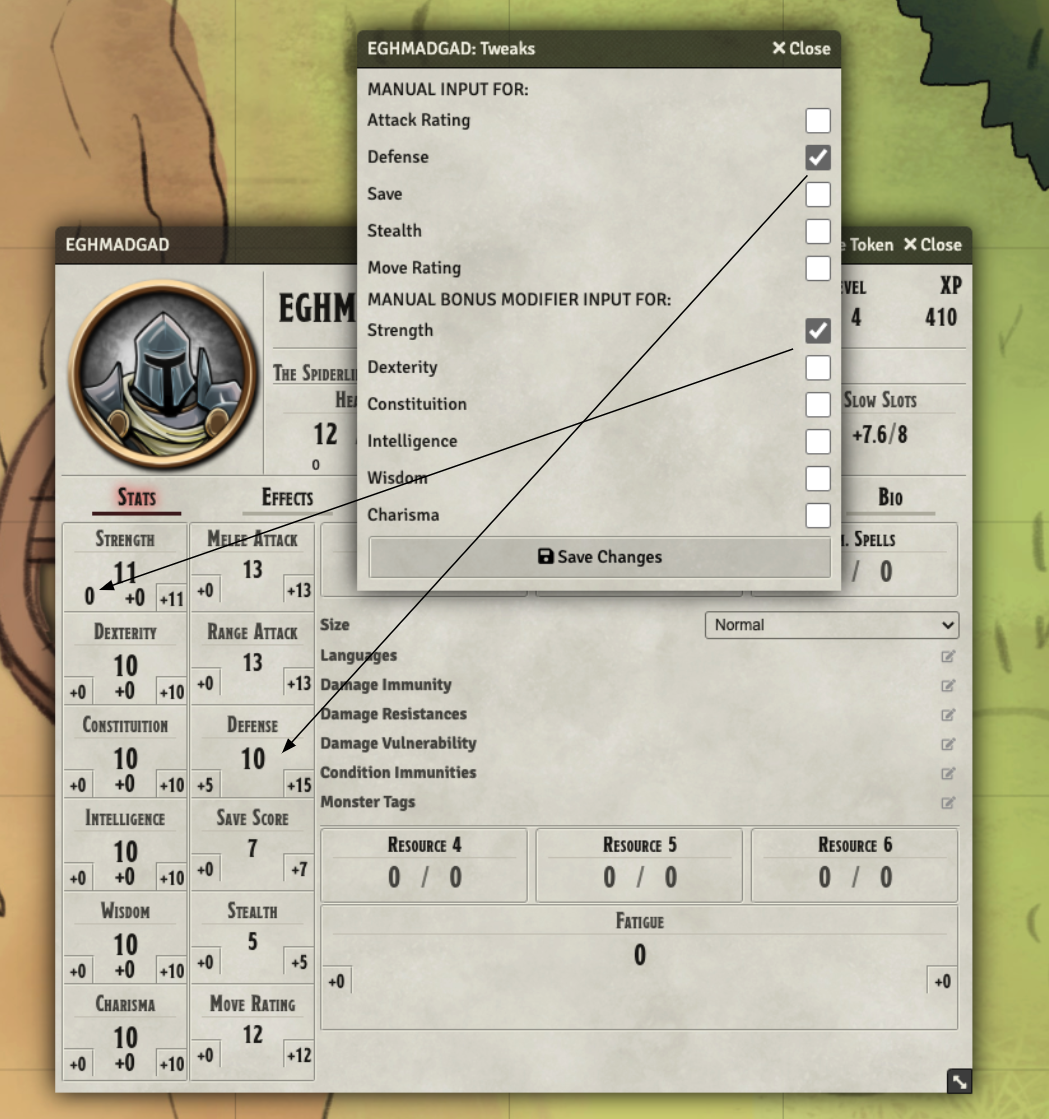 EGHMADGAD: Tweaks
Close
MANUAL INPUT FOR:
Attack Rating
Defense
Save
Stealth
Move Rating
MANUAL BONUS MODIFIER INPUT FOR:
Strength
Dexterity
Constituition
Intelligence
Wisdom
Charisma
Save Changes
EGHMADGAD
Token Close
EGHM
XP
4 410
THE
12
0
SLOW SLOTS
+7.6/8
STATS EFFECTS
BIO
STRENGTH
11
0 +0 +11
MELEE ATTACK
13
+0 +13
SPELLS
/ 0
DEXTERITY
10
+0 +0 +10
RANGE ATTACK
13
+0 +13
CONSTITUITION
10
+0 +0 +10
DEFENSE
10
+5 +15
INTELLIGENCE
10
+0 +0 +10
SAVE SCORE
7
+0 +7
WISDOM
10
+0 +0 +10
STEALTH
5
+0 +5
CHARISMA
10
+0 +0 +10
MOVE RATING
12
+0 +12
Size Normal
Languages
Damage Immunity
Damage Resistances
Damage Vulnerability
Condition Immunities
Monster Tags
RESOURCE 4
0 / 0
RESOURCE 5
0 / 0
RESOURCE 6
0 / 0
FATIGUE
0
+0 +0